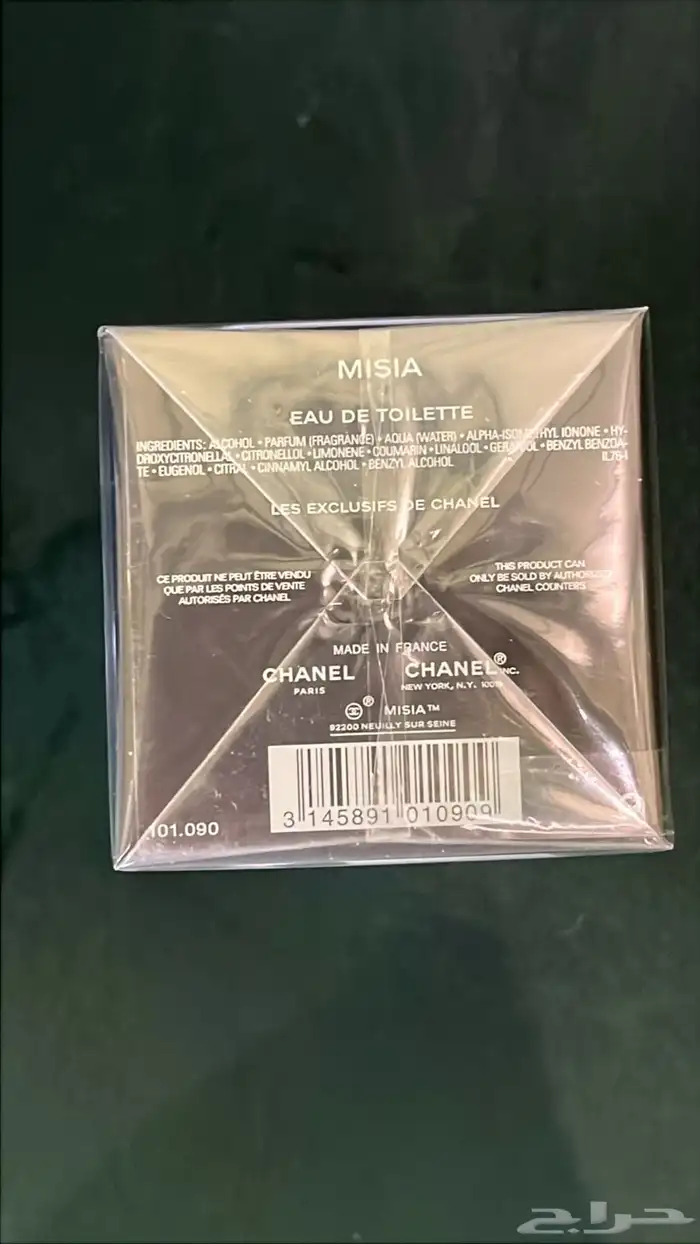 MISIA
EAU DE TOILETTE
INGREDIENTS: ALCOHOL • PARFUM (FRAGRANCE) • AQUA (WATER) • ALPHA-ISOMETHYL IONONE • HY-
DROXYCITRONELLAL • CITRONELLOL • LIMONENE • COUMARIN • LINALOOL • GERANIOL • BENZYL BENZOA-
TE • EUGENOL • CITRAL • CINNAMYL ALCOHOL • BENZYL ALCOHOL
LES EXCLUSIFS DE CHANEL
CE PRODUIT NE PEUT ÊTRE VENDU
QUE PAR LES POINTS DE VENTE
AUTORISÉS PAR CHANEL
THIS PRODUCT CAN
ONLY BE SOLD BY AUTHORIZED
CHANEL COUNTERS
MADE IN FRANCE
CHANEL
PARIS
CHANEL® INC.
NEW YORK, N.Y. 10019
® MISIA™
92200 NEUILLY SUR SEINE
3 145891 010909
101.090
حراج